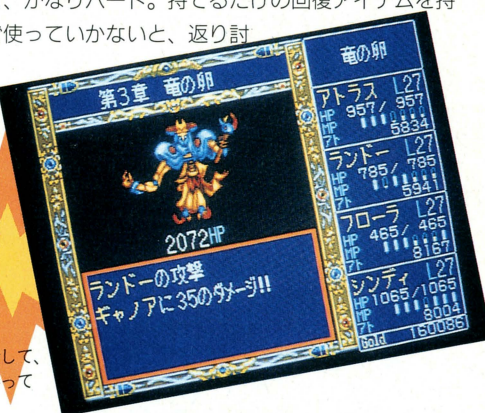 、かなりハード。持てるだけの回復アイテムを持
使っていかないと、返り討
第3章 竜の卵
2072HP
ランドーの攻撃
ギャノアに35のダメージ!!
竜の卵
アトラス L27
HP 957/ 957
MP
アト 5834
ランドー L27
HP 785/ 785
MP
アト 5941
フローラ L27
HP 465/ 465
MP
アト 8167
シンディ L27
HP1065/1065
MP
アト 8004
Gold 160086
して、
って